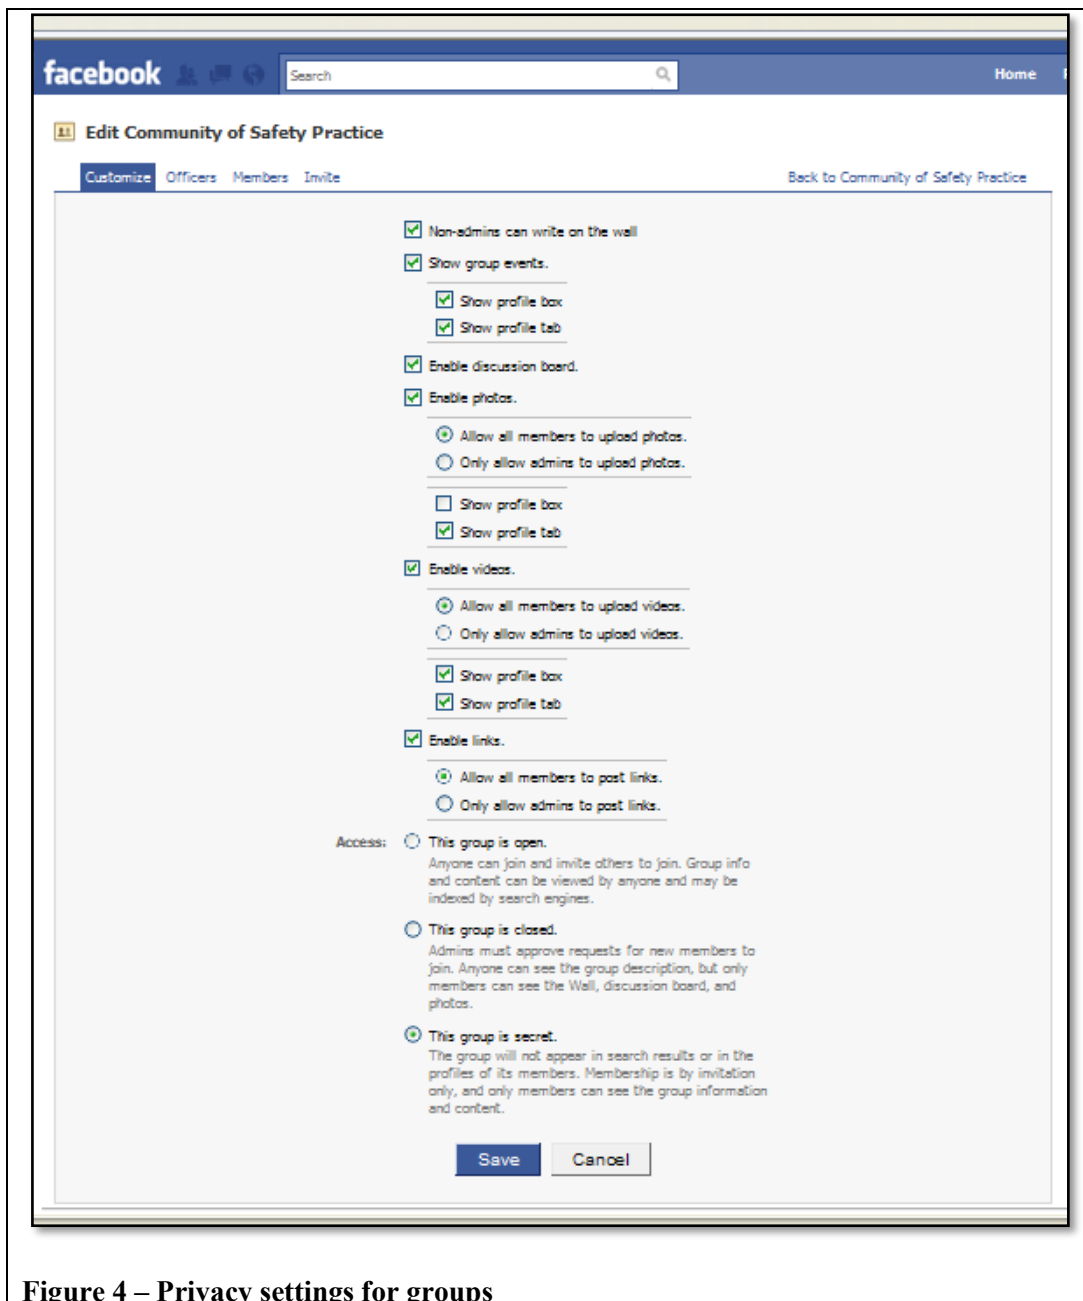 facebook
Search
Home
Edit Community of Safety Practice
Customize Officers Members Invite
Back to Community of Safety Practice
Non-admins can write on the wall
Show group events.
Show profile box
Show profile tab
Enable discussion board.
Enable photos.
Allow all members to upload photos.
Only allow admins to upload photos.
Show profile box
Show profile tab
Enable videos.
Allow all members to upload videos.
Only allow admins to upload videos.
Show profile box
Show profile tab
Enable links.
Allow all members to post links.
Only allow admins to post links.
Access: This group is open.
Anyone can join and invite others to join. Group info
and content can be viewed by anyone and may be
indexed by search engines.
This group is closed.
Admins must approve requests for new members to
join. Anyone can see the group description, but only
members can see the Wall, discussion board, and
photos.
This group is secret.
The group will not appear in search results or in the
profiles of its members. Membership is by invitation
only, and only members can see the group information
and content.
Save Cancel
Figure 4 – Privacy settings for groups